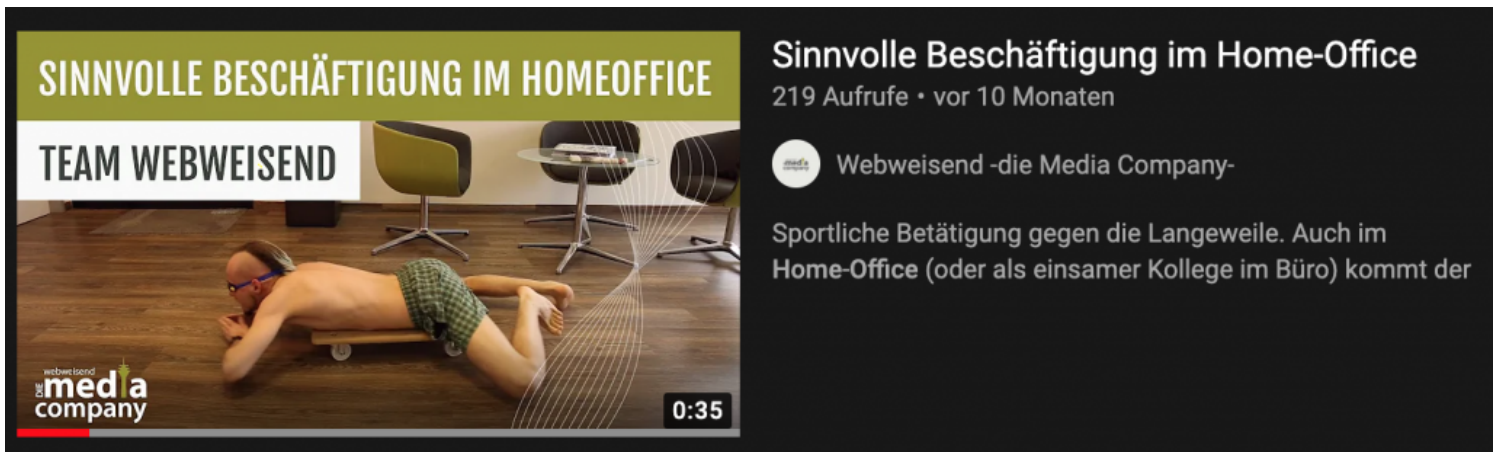 SINNVOLLE BESCHÄFTIGUNG IM HOMEOFFICE
TEAM WEBWEISEND
webweisend
DIE media
company
0:35
Sinnvolle Beschäftigung im Home-Office
219 Aufrufe • vor 10 Monaten
media
company
Webweisend -die Media Company-
Sportliche Betätigung gegen die Langeweile. Auch im
Home-Office (oder als einsamer Kollege im Büro) kommt der